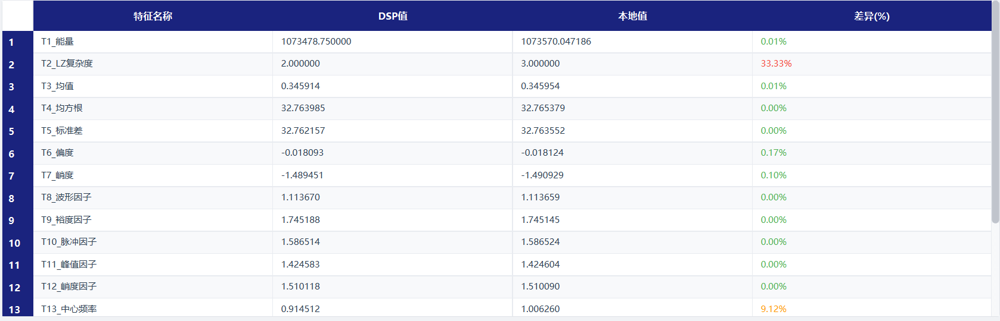 特征名称 DSP值 本地值 差异(%)
1 T1_能量 1073478.750000 1073570.047186 0.01%
2 T2_LZ复杂度 2.000000 3.000000 33.33%
3 T3_均值 0.345914 0.345954 0.01%
4 T4_均方根 32.763985 32.765379 0.00%
5 T5_标准差 32.762157 32.763552 0.00%
6 T6_偏度 -0.018093 -0.018124 0.17%
7 T7_峭度 -1.489451 -1.490929 0.10%
8 T8_波形因子 1.113670 1.113659 0.00%
9 T9_裕度因子 1.745188 1.745145 0.00%
10 T10_脉冲因子 1.586514 1.586524 0.00%
11 T11_峰值因子 1.424583 1.424604 0.00%
12 T12_峭度因子 1.510118 1.510090 0.00%
13 T13_中心频率 0.914512 1.006260 9.12%